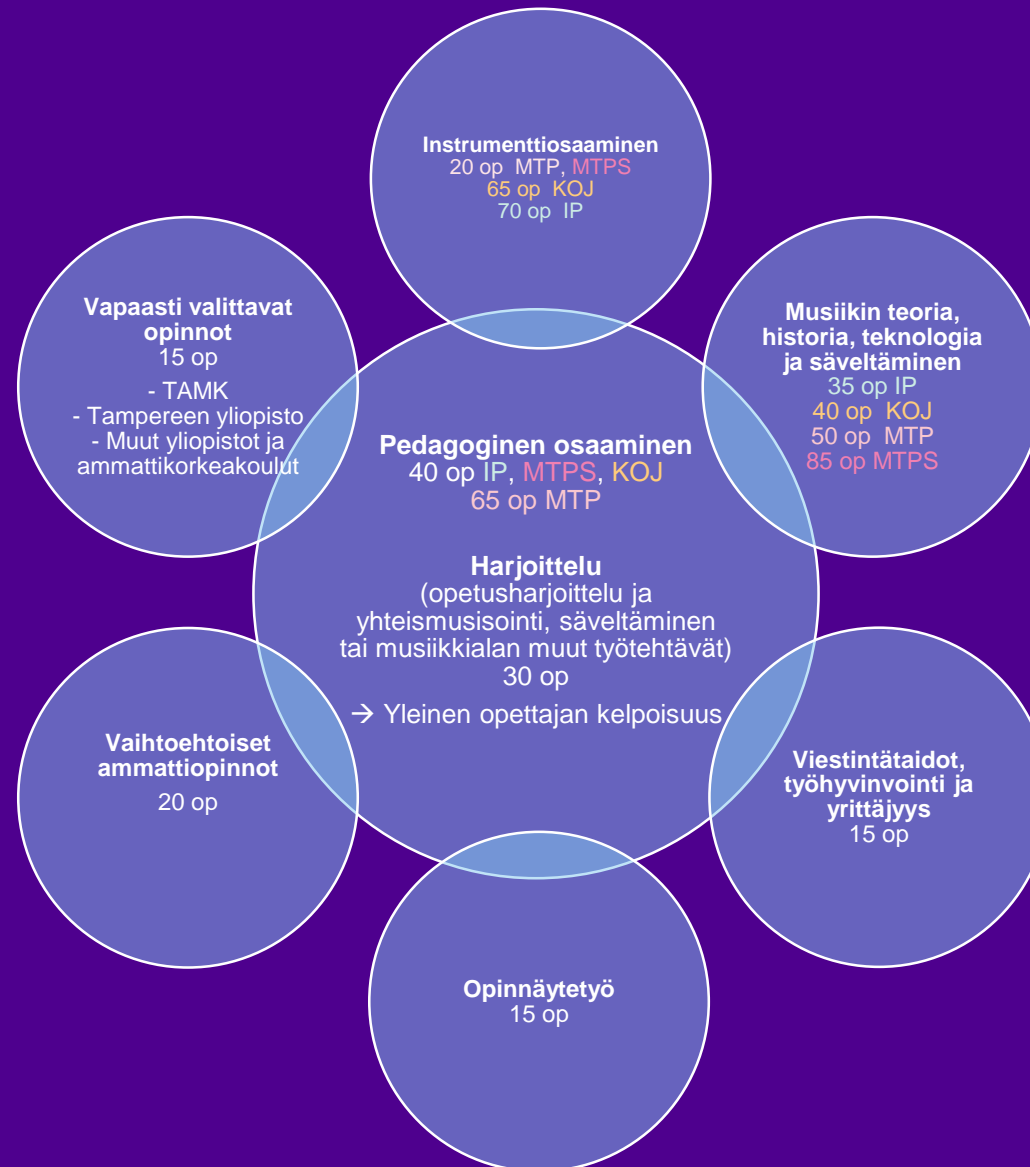 Instrumenttiosaaminen
20 op  MTP, MTPS
65 op  KOJ
70 op  IP
Vapaasti valittavat
opinnot
15 op
- TAMK
- Tampereen yliopisto
- Muut yliopistot ja
ammattikorkeakoulut
Musiikin teoria,
historia, teknologia
ja säveltäminen
35 op IP
40 op  KOJ
50 op  MTP
85 op MTPS
Pedagoginen osaaminen
40 op IP, MTPS, KOJ
65 op MTP
Harjoittelu
(opetusharjoittelu ja
yhteismusisointi, säveltäminen
tai musiikkialan muut työtehtävät)
30 op
→ Yleinen opettajan kelpoisuus
Vaihtoehtoiset
ammattiopinnot
20 op
Viestintätaidot,
työhyvinvointi ja
yrittäjyys
15 op
Opinnäytetyö
15 op